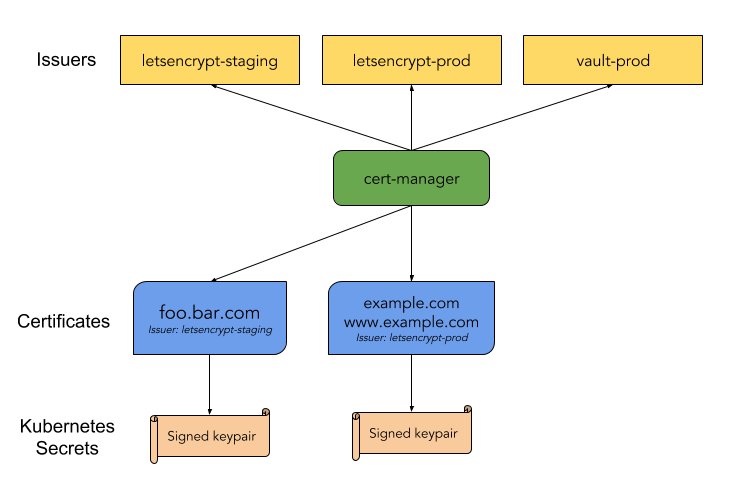 Issuers
letsencrypt-staging
letsencrypt-prod
vault-prod
cert-manager
Certificates
foo.bar.com
Issuer: letsencrypt-staging
example.com
www.example.com
Issuer: letsencrypt-prod
Kubernetes
Secrets
Signed keypair
Signed keypair